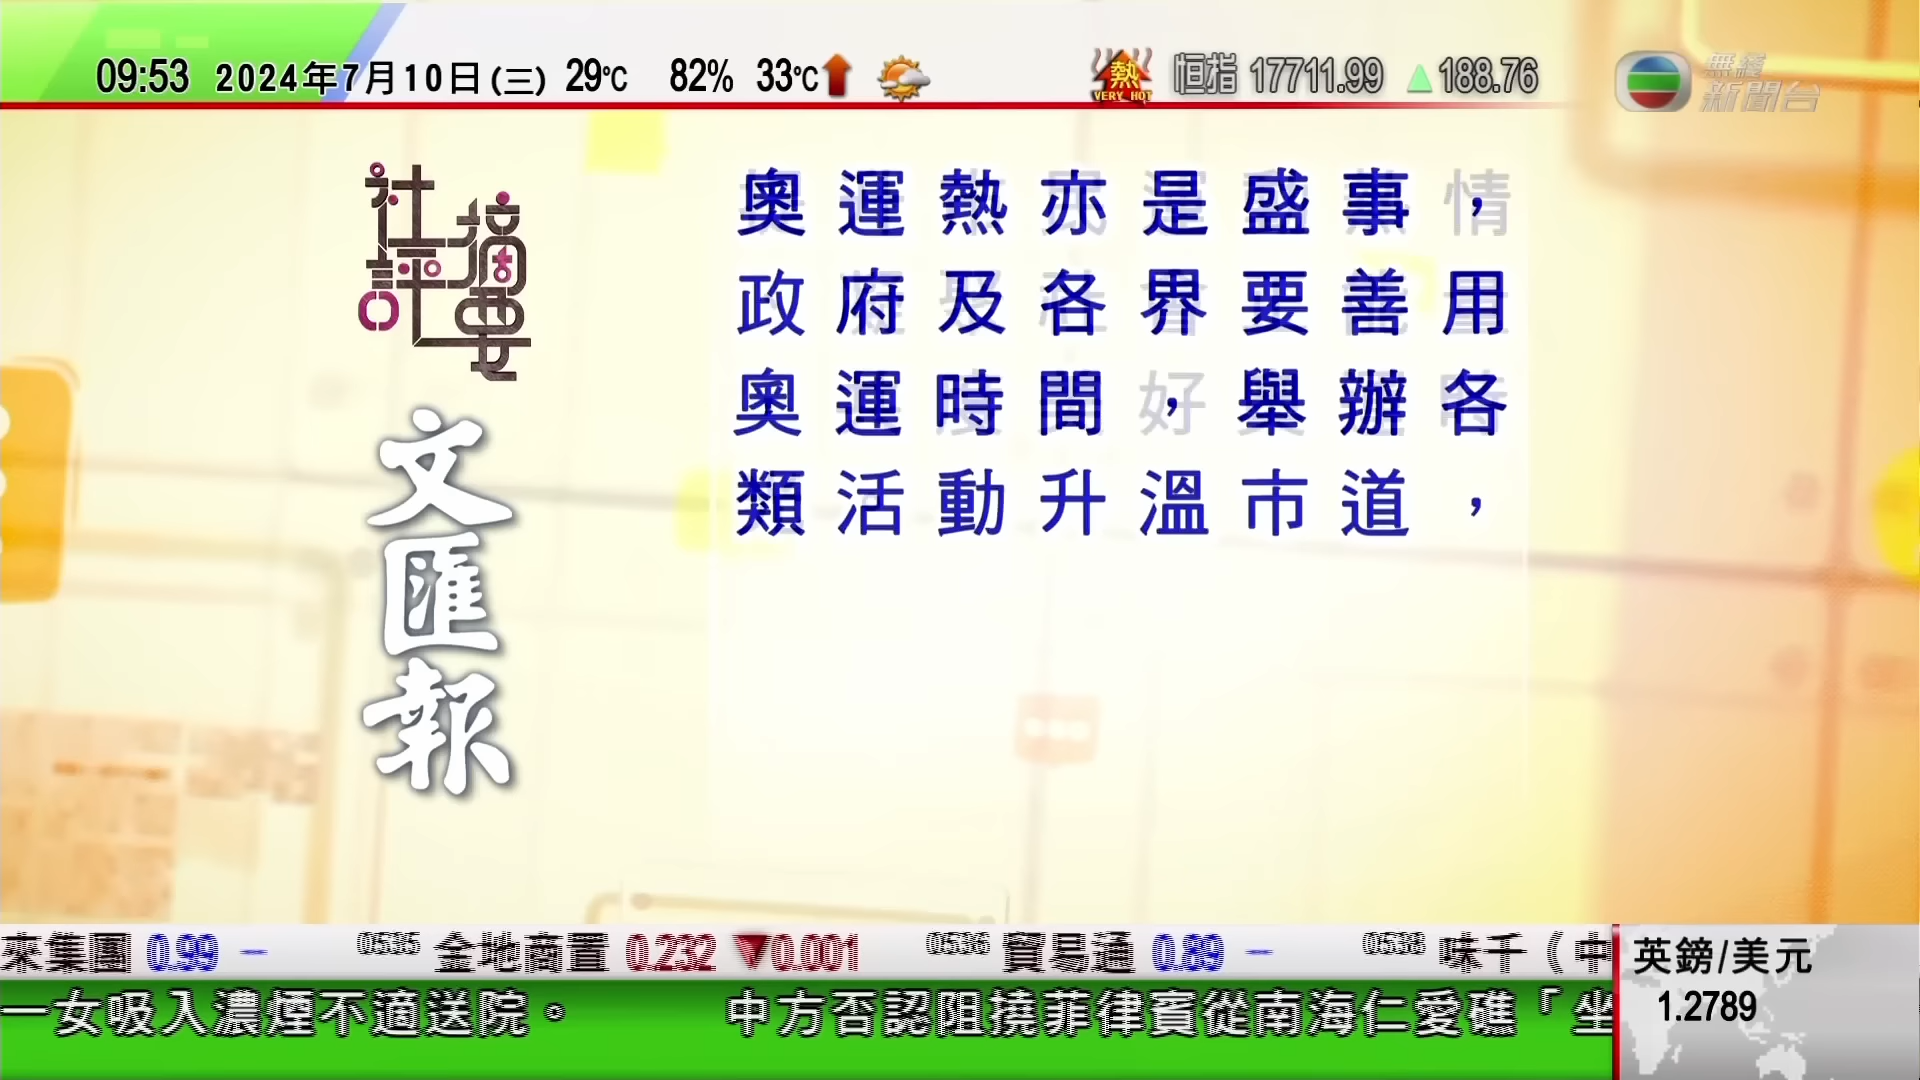 09:53 2024年7月10日(三) 29℃ 82% 33℃
熱 VERY HOT
恒指 17711.99 ▲188.76
無綫
新聞台
社評
摘要
文匯報
奧運熱亦是盛事，
政府及各界要善用
奧運時間，舉辦各
類活動升溫市道，
來集團 0.99 – 0535 金地商置 0.232 ▼0.001 0536 貿易通 0.89 – 0538 味千（中
一女吸入濃煙不適送院。 中方否認阻撓菲律賓從南海仁愛礁「坐
英鎊/美元
1.2789